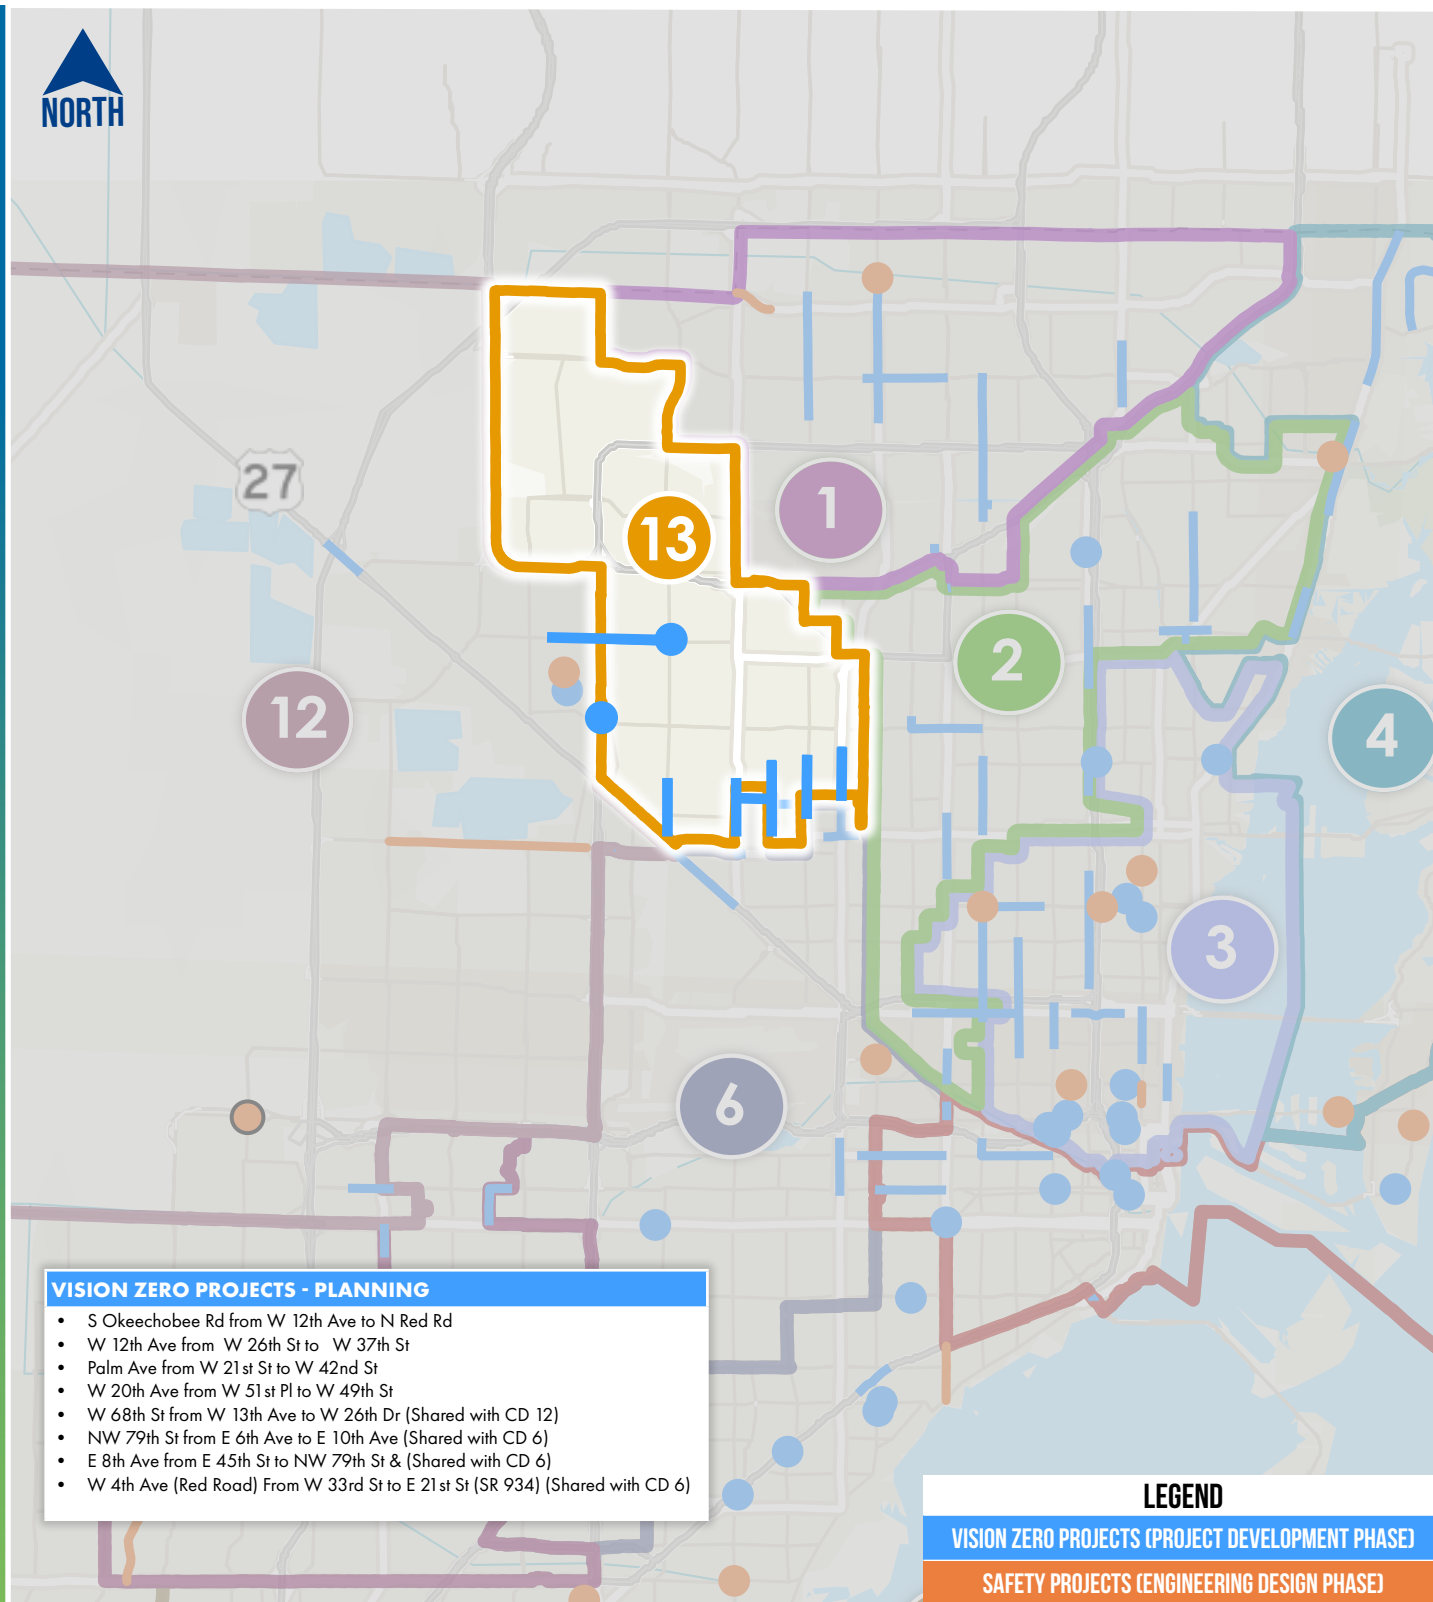 NORTH
27
13
1
2
12
4
3
6
VISION ZERO PROJECTS - PLANNING
• S Okeechobee Rd from W 12th Ave to N Red Rd
• W 12th Ave from W 26th St to W 37th St
• Palm Ave from W 21st St to W 42nd St
• W 20th Ave from W 51st Pl to W 49th St
• W 68th St from W 13th Ave to W 26th Dr (Shared with CD 12)
• NW 79th St from E 6th Ave to E 10th Ave (Shared with CD 6)
• E 8th Ave from E 45th St to NW 79th St & (Shared with CD 6)
• W 4th Ave (Red Road) From W 33rd St to E 21st St (SR 934) (Shared with CD 6)
LEGEND
VISION ZERO PROJECTS (PROJECT DEVELOPMENT PHASE)
SAFETY PROJECTS (ENGINEERING DESIGN PHASE)